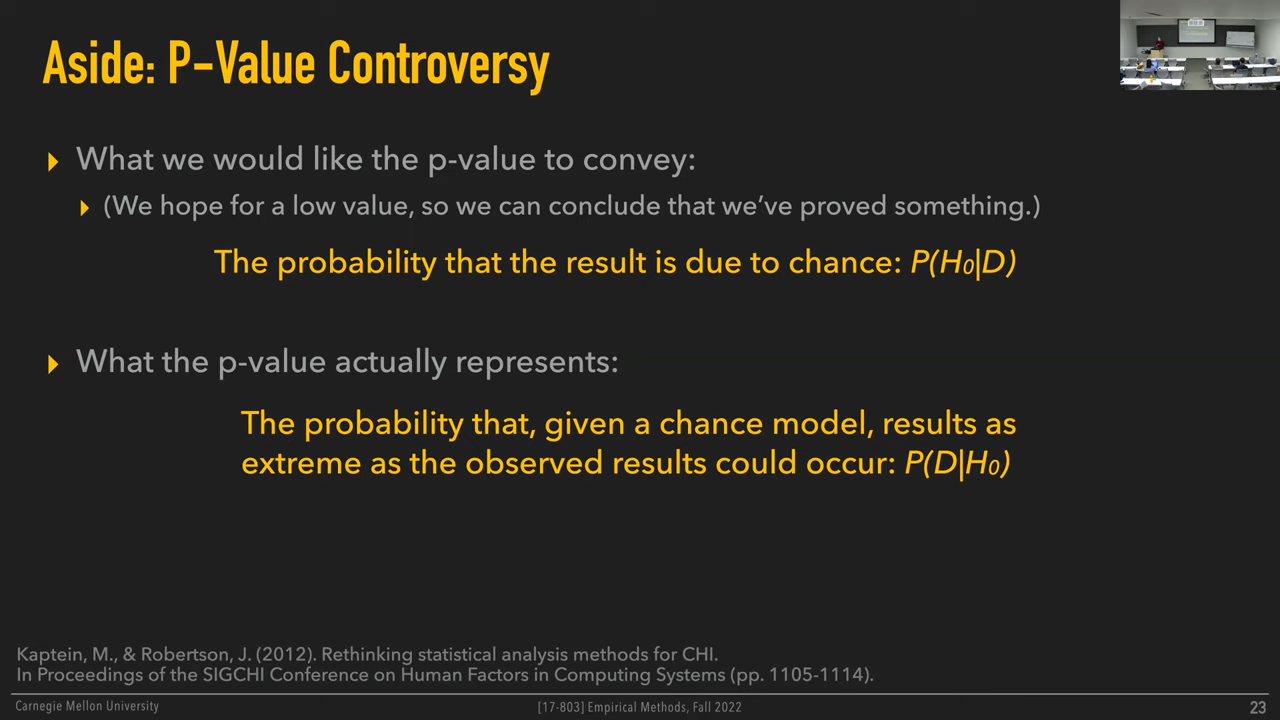 Aside: P-Value Controversy
What we would like the p-value to convey:
(We hope for a low value, so we can conclude that we’ve proved something.)
The probability that the result is due to chance: P(H₀|D)
What the p-value actually represents:
The probability that, given a chance model, results as
extreme as the observed results could occur: P(D|H₀)
Kaptein, M., & Robertson, J. (2012). Rethinking statistical analysis methods for CHI.
In Proceedings of the SIGCHI Conference on Human Factors in Computing Systems (pp. 1105-1114).
Carnegie Mellon University
[17-803] Empirical Methods, Fall 2022
23